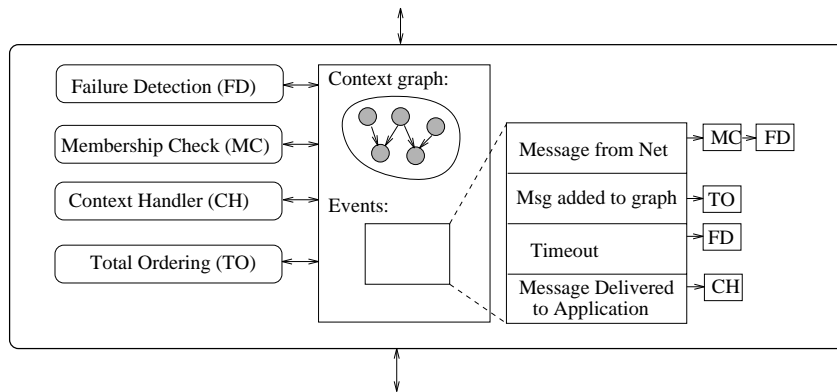 Failure Detection (FD)
Membership Check (MC)
Context Handler (CH)
Total Ordering (TO)
Context graph:
Events:
Message from Net
MC
FD
Msg added to graph
TO
Timeout
FD
Message Delivered
to Application
CH